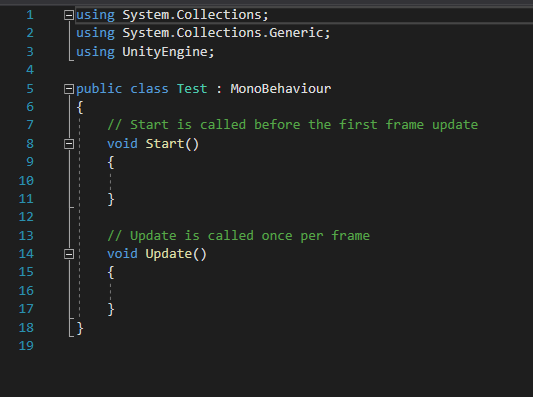 1 using System.Collections;
2 using System.Collections.Generic;
3 using UnityEngine;
4
5 public class Test : MonoBehaviour
6 {
7 // Start is called before the first frame update
8 void Start()
9 {
10
11 }
12
13 // Update is called once per frame
14 void Update()
15 {
16
17 }
18 }
19